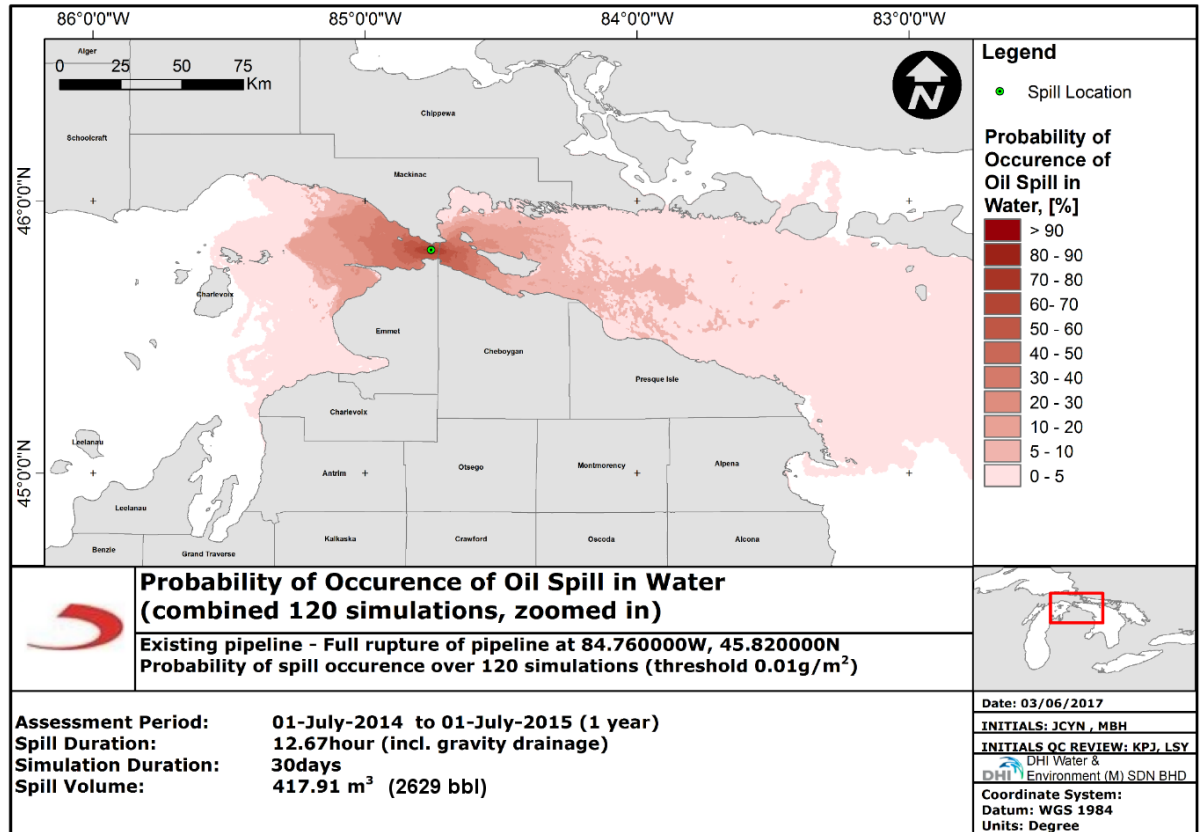 86°0'0"W 85°0'0"W 84°0'0"W 83°0'0"W
46°0'0"N
45°0'0"N
0 25 50 75
Km
N
Alger
Schoolcraft
Chippewa
Mackinac
Charlevoix
Emmet
Cheboygan
Presque Isle
Charlevoix
Leelanau
Antrim
Otsego
Montmorency
Alpena
Leelanau
Benzie
Grand Traverse
Kalkaska
Crawford
Oscoda
Alcona
Legend
Spill Location
Probability of
Occurence of
Oil Spill in
Water, [%]
> 90
80 - 90
70 - 80
60- 70
50 - 60
40 - 50
30 - 40
20 - 30
10 - 20
5 - 10
0 - 5
Probability of Occurence of Oil Spill in Water
(combined 120 simulations, zoomed in)
Existing pipeline - Full rupture of pipeline at 84.760000W, 45.820000N
Probability of spill occurence over 120 simulations (threshold 0.01g/m²)
Assessment Period: 01-July-2014 to 01-July-2015 (1 year)
Spill Duration: 12.67hour (incl. gravity drainage)
Simulation Duration: 30days
Spill Volume: 417.91 m³ (2629 bbl)
Date: 03/06/2017
INITIALS: JCYN , MBH
INITIALS QC REVIEW: KPJ, LSY
DHI Water &
DHI Environment (M) SDN BHD
Coordinate System:
Datum: WGS 1984
Units: Degree